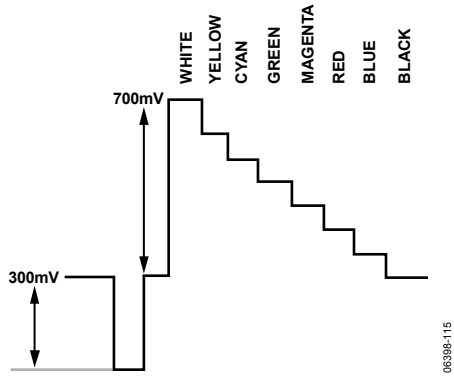 WHITE
YELLOW
CYAN
GREEN
MAGENTA
RED
BLUE
BLACK
700mV
300mV
06398-115